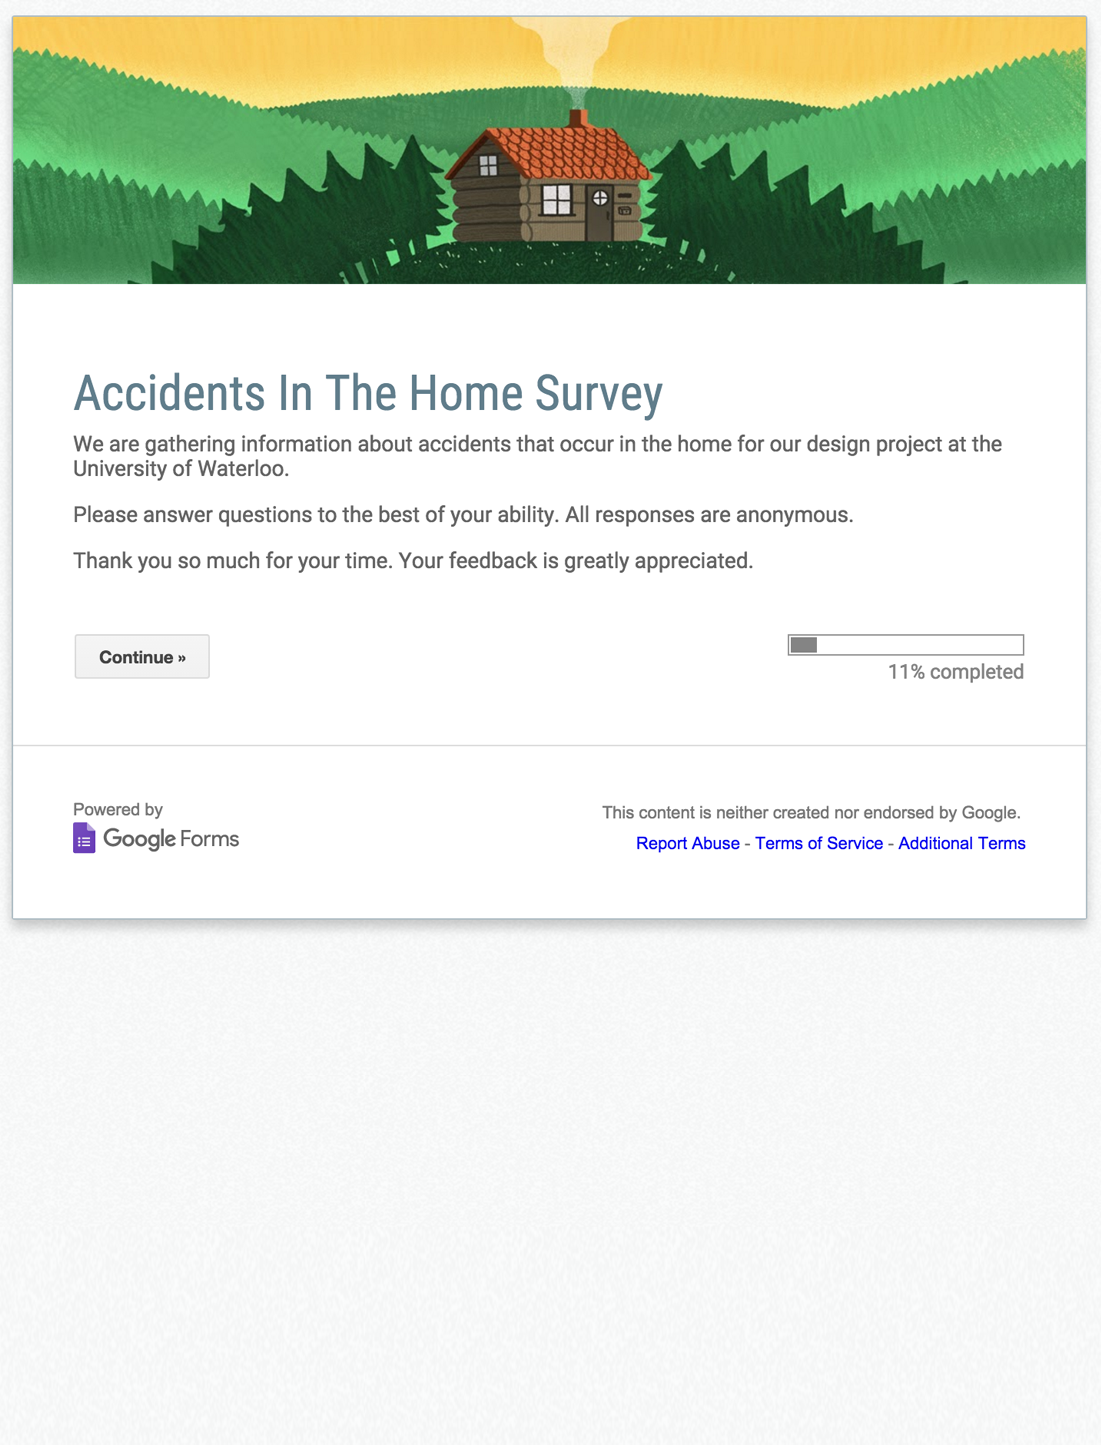 Accidents In The Home Survey
We are gathering information about accidents that occur in the home for our design project at the
University of Waterloo.
Please answer questions to the best of your ability. All responses are anonymous.
Thank you so much for your time. Your feedback is greatly appreciated.
Continue »
11% completed
Powered by
Google Forms
This content is neither created nor endorsed by Google.
Report Abuse - Terms of Service - Additional Terms